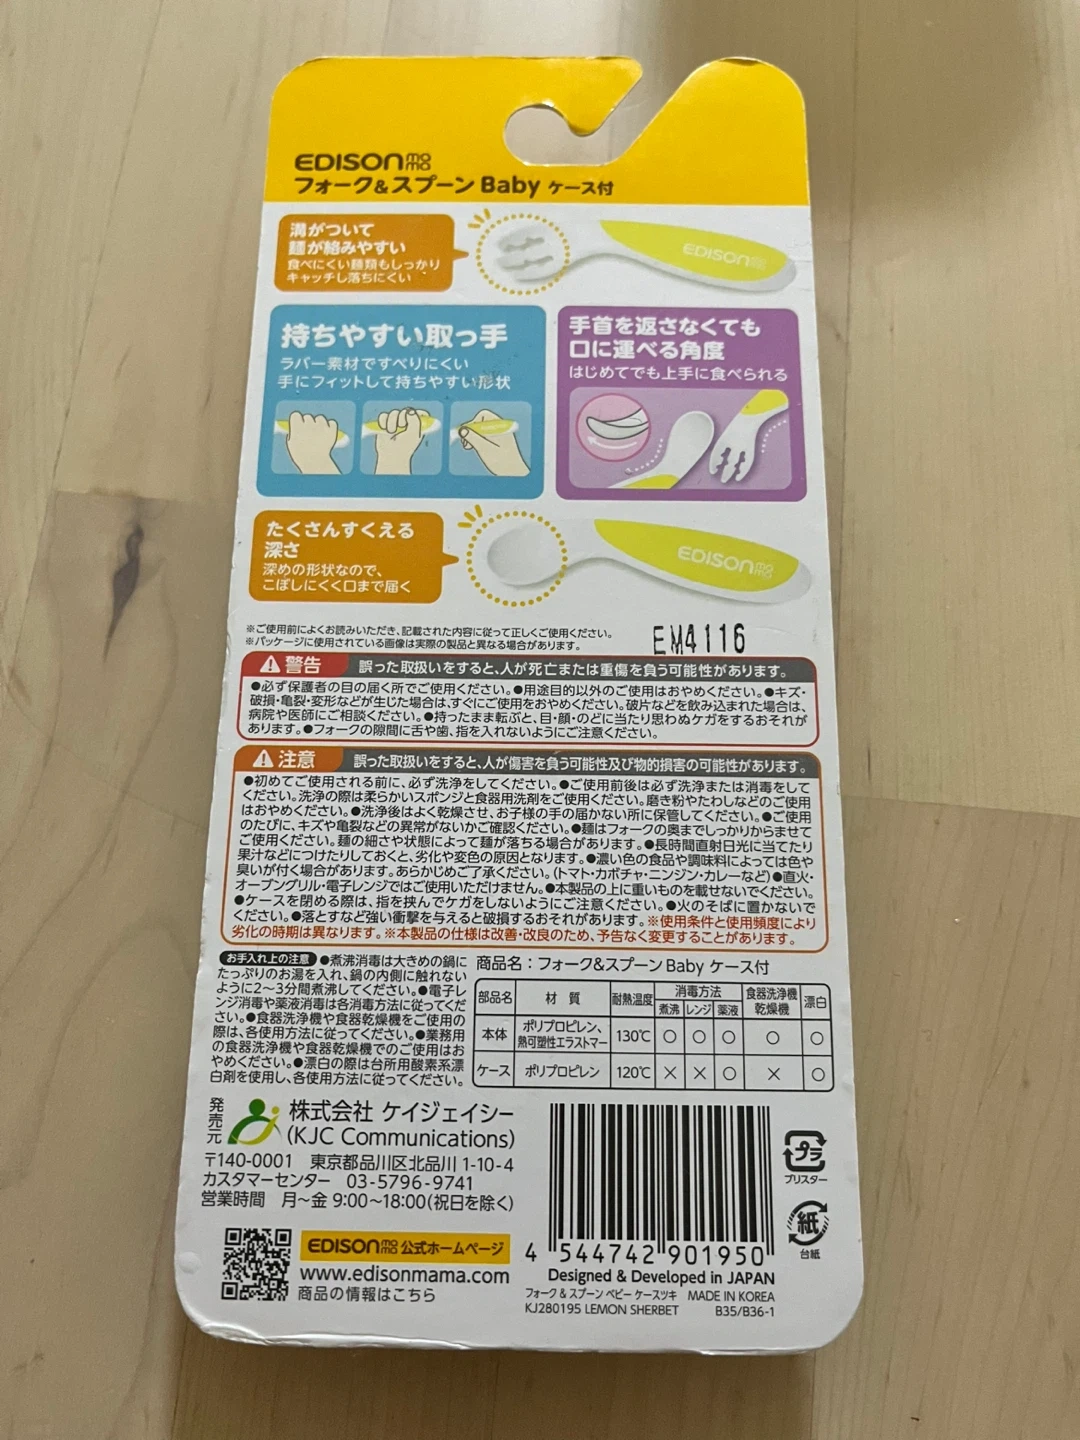 EDISONmama
フォーク&スプーン Baby ケース付
溝がついて
麺が絡みやすい
食べにくい麺類もしっかり
キャッチし落ちにくい
EDISONmama
持ちやすい取っ手
ラバー素材ですべりにくい
手にフィットして持ちやすい形状
手首を返さなくても
口に運べる角度
はじめてでも上手に食べられる
たくさんすくえる
深さ
深めの形状なので、
こぼしにくく口まで届く
EDISONmama
※ご使用前によくお読みいただき、記載された内容に従って正しくご使用ください。
※パッケージに使用されている画像は実際の製品と異なる場合があります。
EM4116
警告 誤った取扱いをすると、人が死亡または重傷を負う可能性があります。
●必ず保護者の目の届く所でご使用ください。●用途目的以外のご使用はおやめください。●キズ・
破損・亀裂・変形などが生じた場合は、すぐにご使用をおやめください。破片などを飲み込まれた場合は、
病院や医師にご相談ください。●持ったまま転ぶと、目・顔・のどに当たり思わぬケガをするおそれが
あります。●フォークの隙間に舌や歯、指を入れないようにご注意ください。
注意 誤った取扱いをすると、人が傷害を負う可能性及び物的損害の可能性があります。
●初めてご使用される前に、必ず洗浄をしてください。●ご使用前後は必ず洗浄または消毒をして
ください。洗浄の際は柔らかいスポンジと食器用洗剤をご使用ください。磨き粉やたわしなどのご使用
はおやめください。●洗浄後はよく乾燥させ、お子様の手の届かない所に保管してください。●ご使用
のたびに、キズや亀裂などの異常がないかご確認ください。●麺はフォークの奥までしっかりからませて
ご使用ください。麺の細さや状態によって麺が落ちる場合があります。●長時間直射日光に当てたり
果汁などにつけたりしておくと、劣化や変色の原因となります。●濃い色の食品や調味料によっては色や
臭いが付く場合があります。あらかじめご了承ください。(トマト・カボチャ・ニンジン・カレーなど)●直火・
オーブングリル・電子レンジではご使用いただけません。●本製品の上に重いものを載せないでください。
●ケースを閉める際は、指を挟んでケガをしないようにご注意ください。●火のそばに置かないで
ください。●落とすなど強い衝撃を与えると破損するおそれがあります。※使用条件と使用頻度により
劣化の時期は異なります。※本製品の仕様は改善・改良のため、予告なく変更することがあります。
お手入れ上の注意 ●煮沸消毒は大きめの鍋に
たっぷりのお湯を入れ、鍋の内側に触れない
ように2〜3分間煮沸してください。●電子レ
ンジ消毒や薬液消毒は各消毒方法に従ってくだ
さい。●食器洗浄機や食器乾燥機をご使用の
際は、各使用方法に従ってください。●業務用
の食器洗浄機や食器乾燥機でのご使用はお
やめください。●漂白の際は台所用酸素系漂
白剤を使用し、各使用方法に従ってください。
商品名:フォーク&スプーン Baby ケース付
部品名 材 質 耐熱温度 消毒方法 食器洗浄機 乾燥機 漂白
煮沸 レンジ 薬液
本体 ポリプロピレン、熱可塑性エラストマー 130℃ ○ ○ ○ ○ ○
ケース ポリプロピレン 120℃ × × ○ × ○
発売元
株式会社 ケイジェイシー
(KJC Communications)
〒140-0001 東京都品川区北品川 1-10-4
カスタマーセンター 03-5796-9741
営業時間 月〜金 9:00〜18:00(祝日を除く)
EDISONmama 公式ホームページ
www.edisonmama.com
商品の情報はこちら
4 544742 901950
Designed & Developed in JAPAN
フォーク & スプーン ベビー ケースツキ MADE IN KOREA
KJ280195 LEMON SHERBET B35/B36-1
プラ
ブリスター
紙
台紙